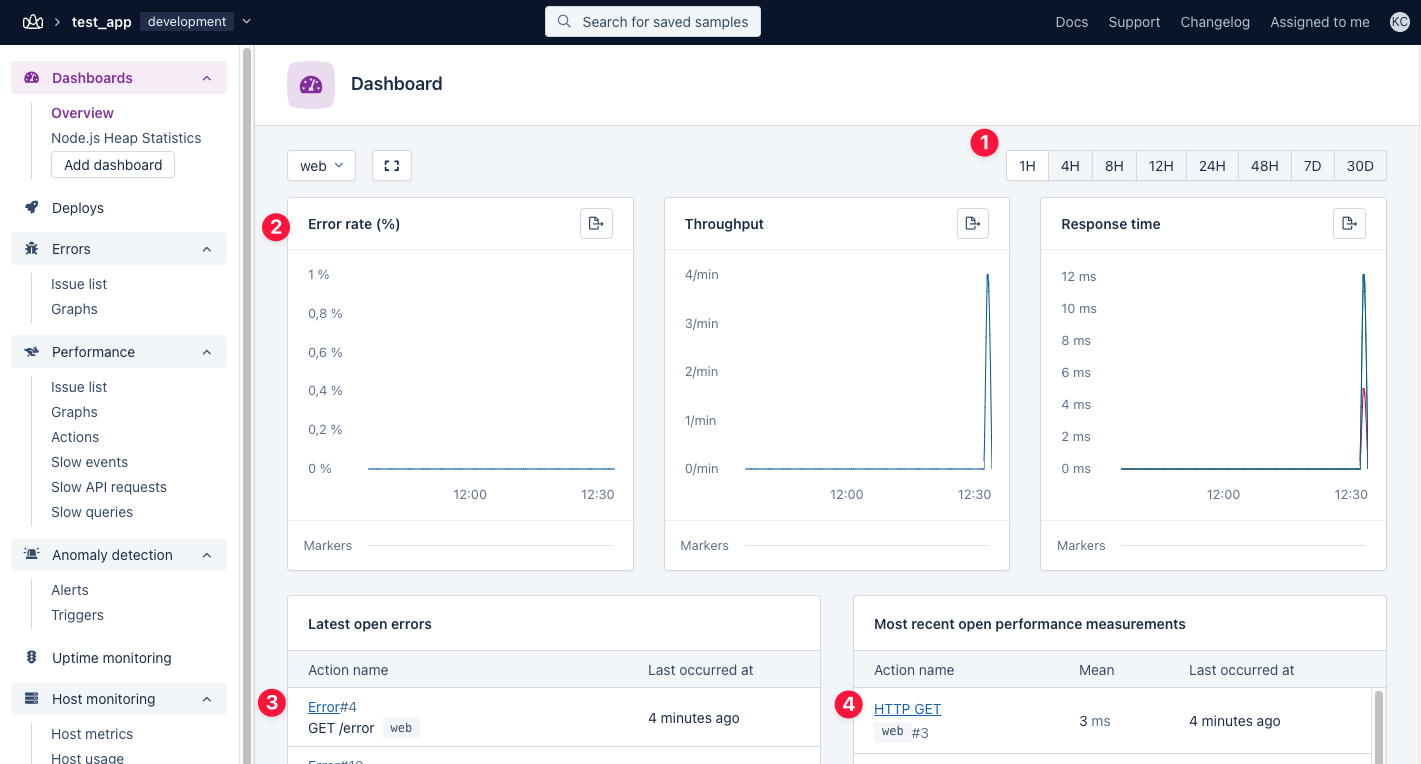 test_app development
Search for saved samples
Docs Support Changelog Assigned to me KC
Dashboards
Overview
Node.js Heap Statistics
Add dashboard
Deploys
Errors
Issue list
Graphs
Performance
Issue list
Graphs
Actions
Slow events
Slow API requests
Slow queries
Anomaly detection
Alerts
Triggers
Uptime monitoring
Host monitoring
Host metrics
Host usage
Dashboard
web
1
1H 4H 8H 12H 24H 48H 7D 30D
2
Error rate (%)
1 %
0,8 %
0,6 %
0,4 %
0,2 %
0 %
12:00 12:30
Markers
Throughput
4/min
3/min
2/min
1/min
0/min
12:00 12:30
Markers
Response time
12 ms
10 ms
8 ms
6 ms
4 ms
2 ms
0 ms
12:00 12:30
Markers
Latest open errors
Action name Last occurred at
3
Error#4
GET /error web
4 minutes ago
Most recent open performance measurements
Action name Mean Last occurred at
4
HTTP GET
web #3
3 ms 4 minutes ago